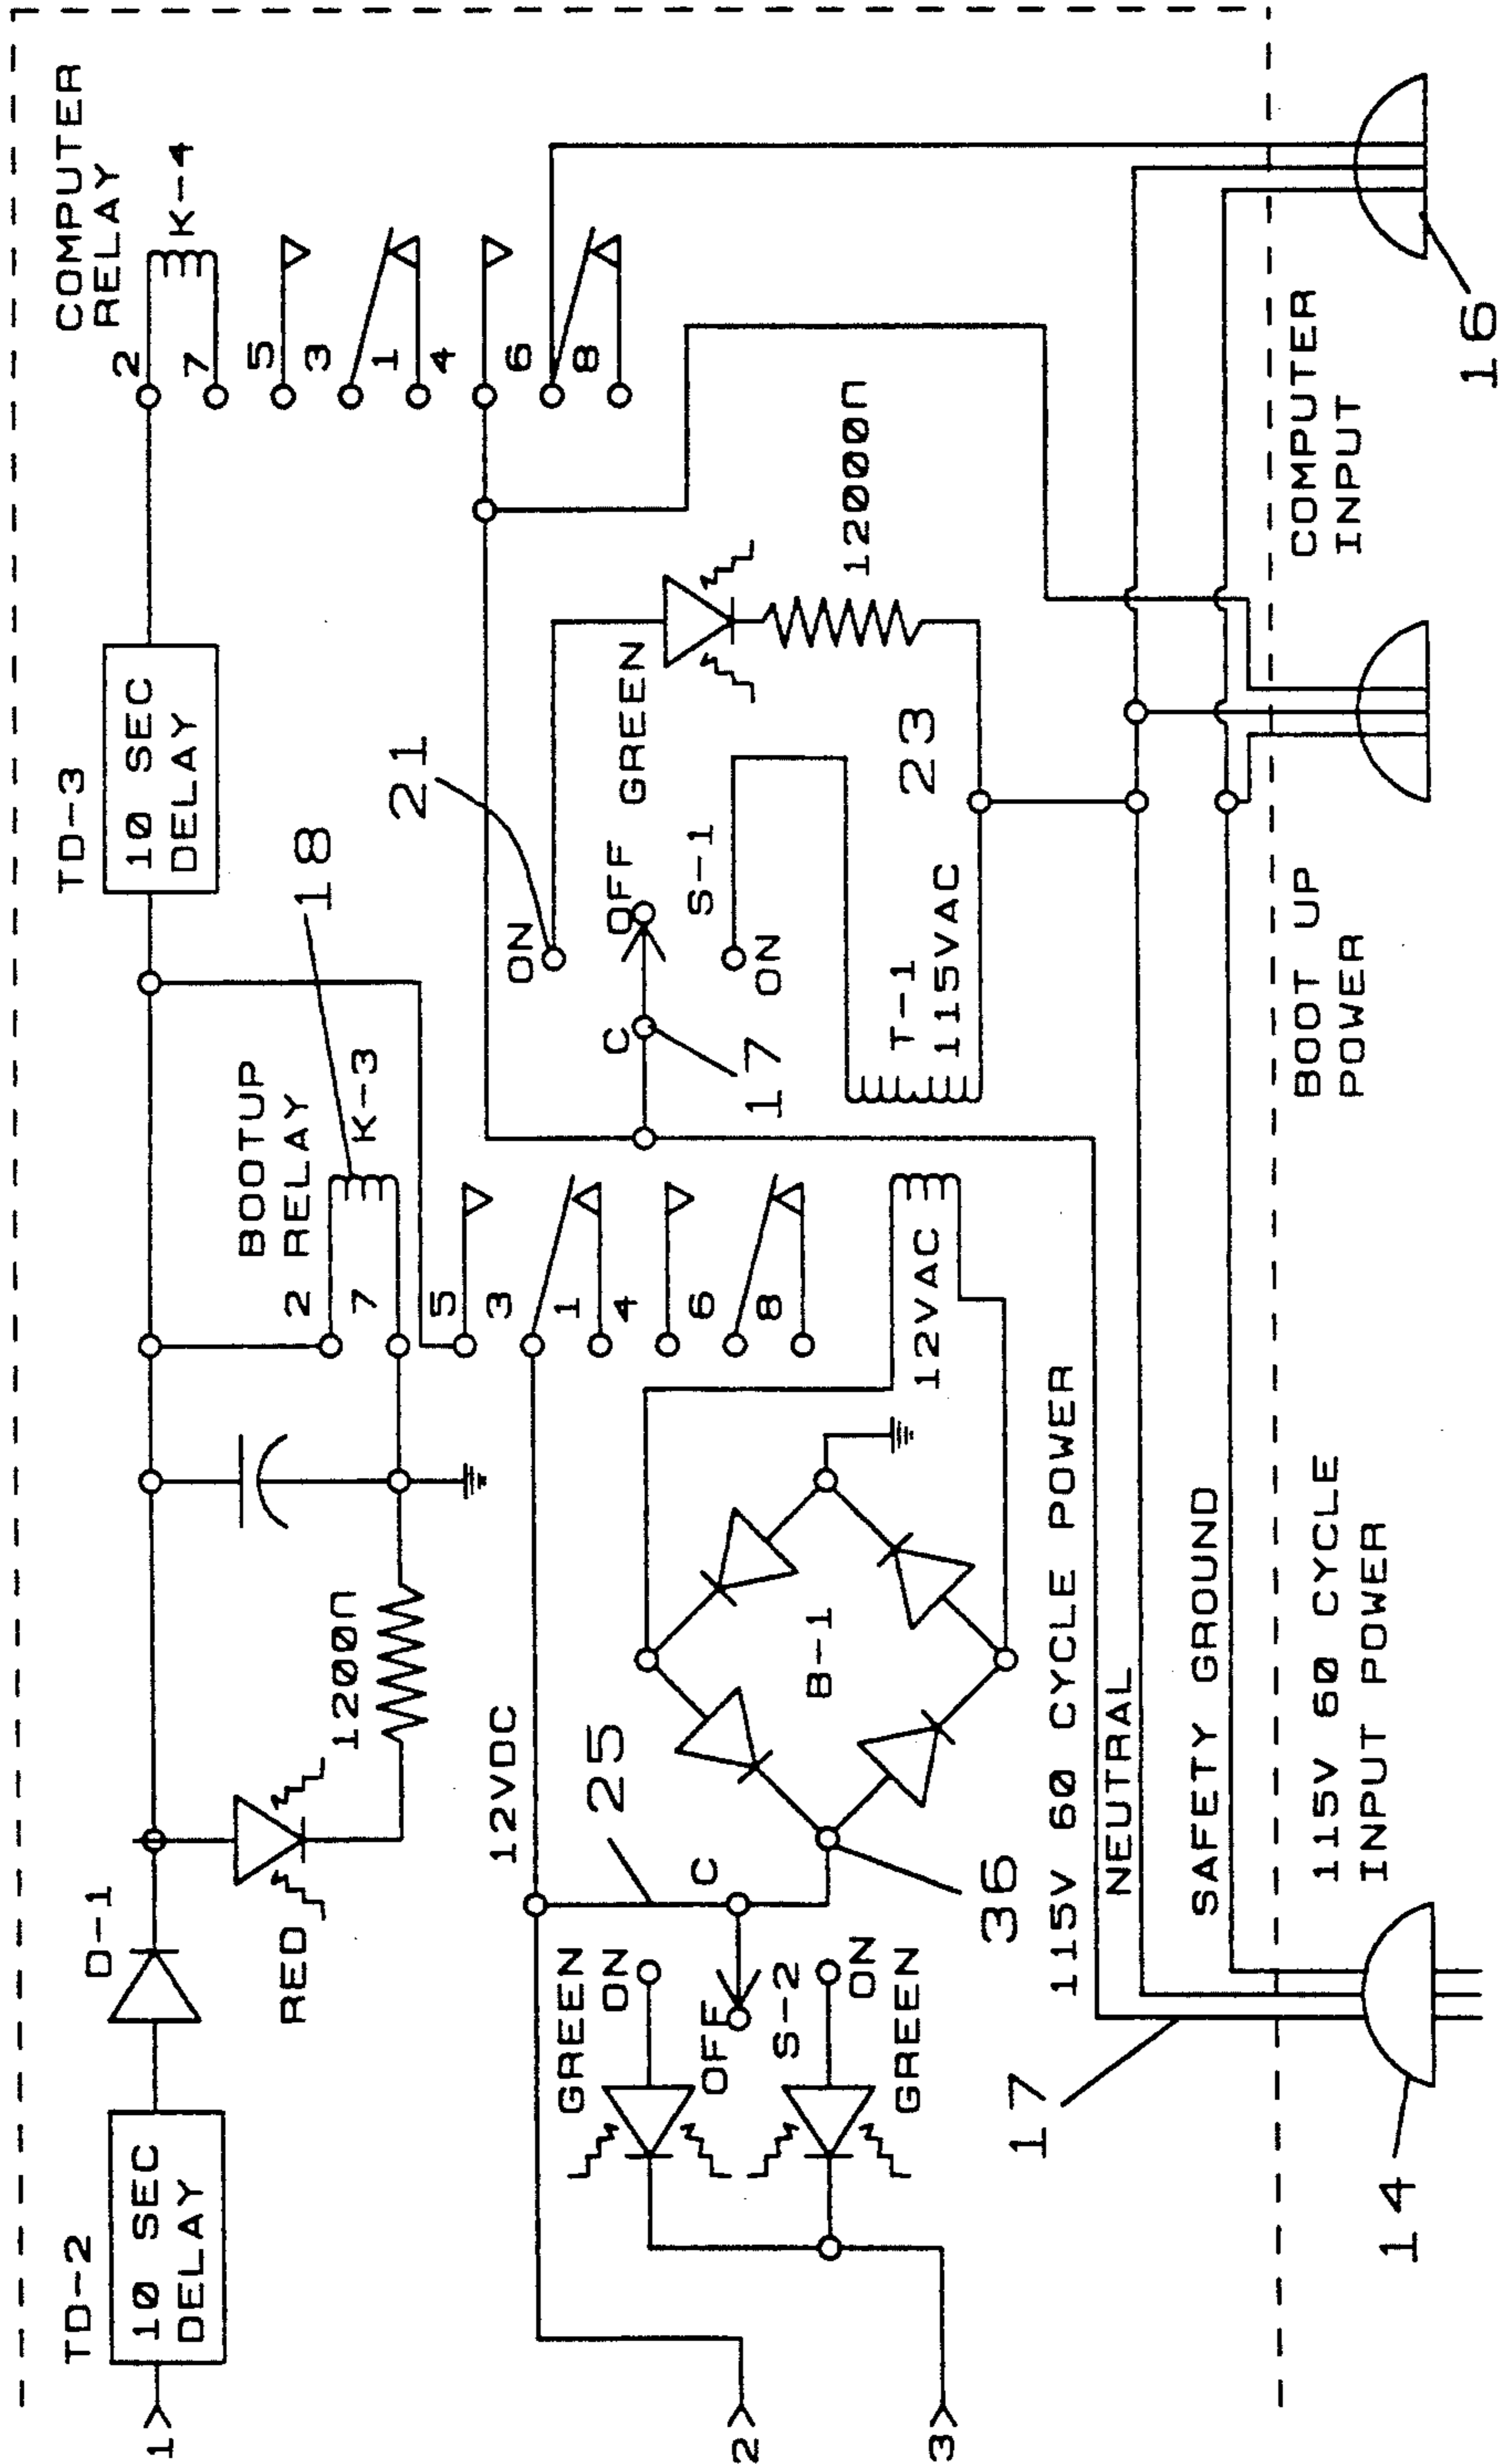 COMPUTER
RELAY
K-4
2
7
5
3
1
4
6
8
TD-3
10 SEC
DELAY
18
BOOTUP
RELAY
K-3
2
7
5
3
1
4
6
8
21
ON
OFF
GREEN
C
S-1
ON
17
T-1
115VAC
23
12000Ω
12VAC
D-1
RED
1200Ω
TD-2
10 SEC
DELAY
1
12VDC
25
C
GREEN
ON
OFF
S-2
ON
GREEN
B-1
36
2
3
115V 60 CYCLE POWER
NEUTRAL
SAFETY GROUND
17
14
115V 60 CYCLE
INPUT POWER
BOOT UP
POWER
COMPUTER
INPUT
16